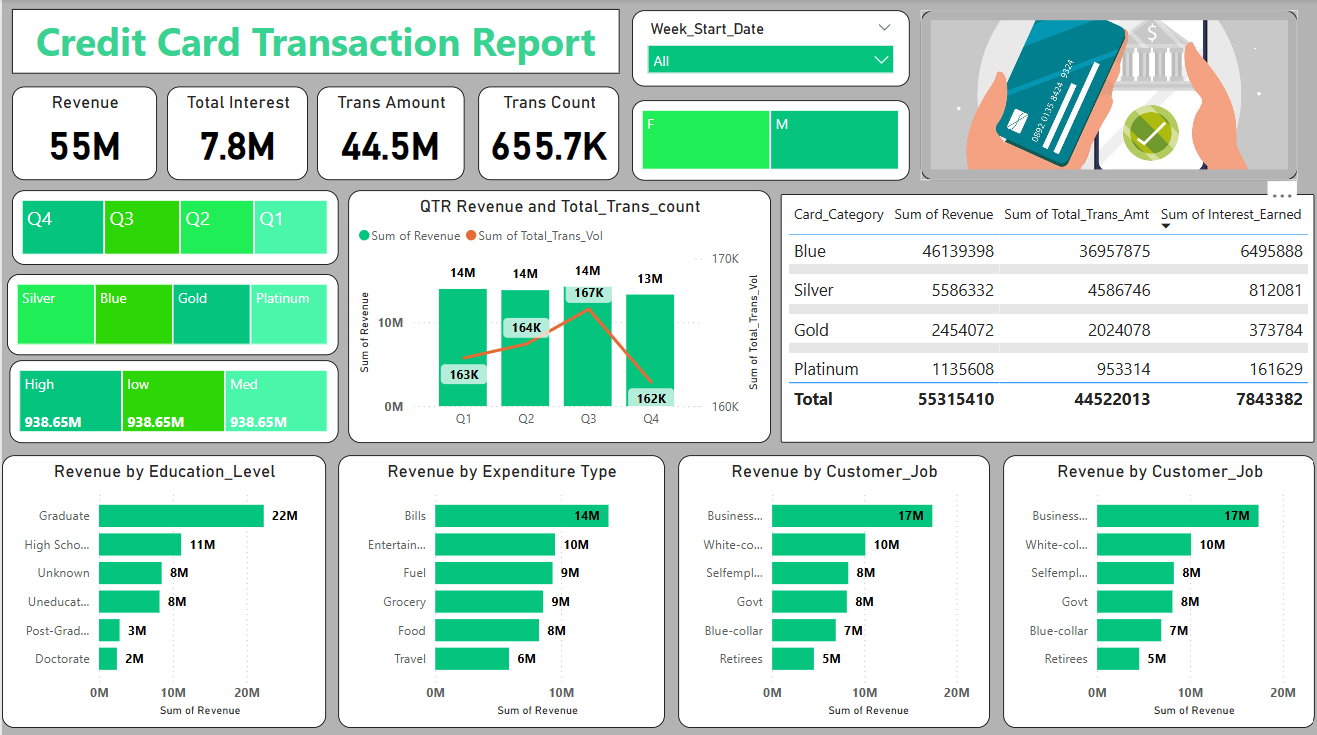 Credit Card Transaction Report
Week_Start_Date
All
$
0892 0135 8424 9324
Revenue
55M
Total Interest
7.8M
Trans Amount
44.5M
Trans Count
655.7K
F
M
Q4
Q3
Q2
Q1
Silver
Blue
Gold
Platinum
High
938.65M
low
938.65M
Med
938.65M
QTR Revenue and Total_Trans_count
Sum of Revenue Sum of Total_Trans_Vol
Sum of Revenue
10M
0M
14M
14M
14M
13M
163K
164K
167K
162K
170K
160K
Sum of Total_Trans_Vol
Q1 Q2 Q3 Q4
...
Card_Category Sum of Revenue Sum of Total_Trans_Amt Sum of Interest_Earned
Blue 46139398 36957875 6495888
Silver 5586332 4586746 812081
Gold 2454072 2024078 373784
Platinum 1135608 953314 161629
Total 55315410 44522013 7843382
Revenue by Education_Level
Graduate 22M
High Scho... 11M
Unknown 8M
Uneducat... 8M
Post-Grad... 3M
Doctorate 2M
0M 10M 20M
Sum of Revenue
Revenue by Expenditure Type
Bills 14M
Entertain... 10M
Fuel 9M
Grocery 9M
Food 8M
Travel 6M
0M 10M
Sum of Revenue
Revenue by Customer_Job
Business... 17M
White-co... 10M
Selfempl... 8M
Govt 8M
Blue-collar 7M
Retirees 5M
0M 10M 20M
Sum of Revenue
Revenue by Customer_Job
Business... 17M
White-col... 10M
Selfempl... 8M
Govt 8M
Blue-collar 7M
Retirees 5M
0M 10M 20M
Sum of Revenue